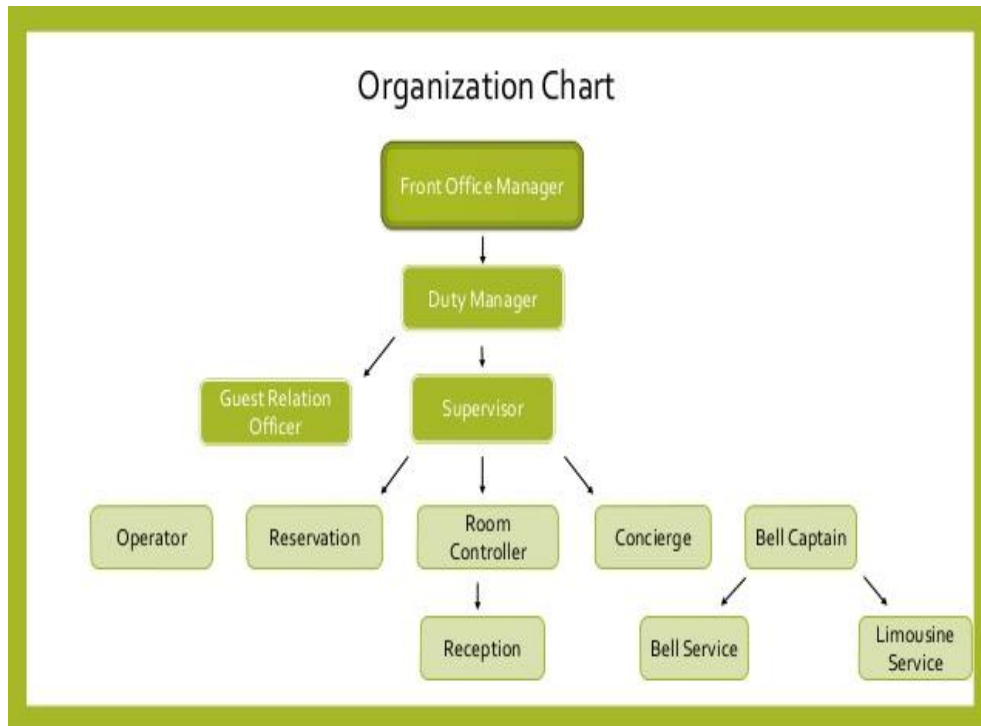 Organization Chart
Front Office Manager
Duty Manager
Guest Relation
Officer
Supervisor
Operator
Reservation
Room
Controller
Concierge
Bell Captain
Reception
Bell Service
Limousine
Service